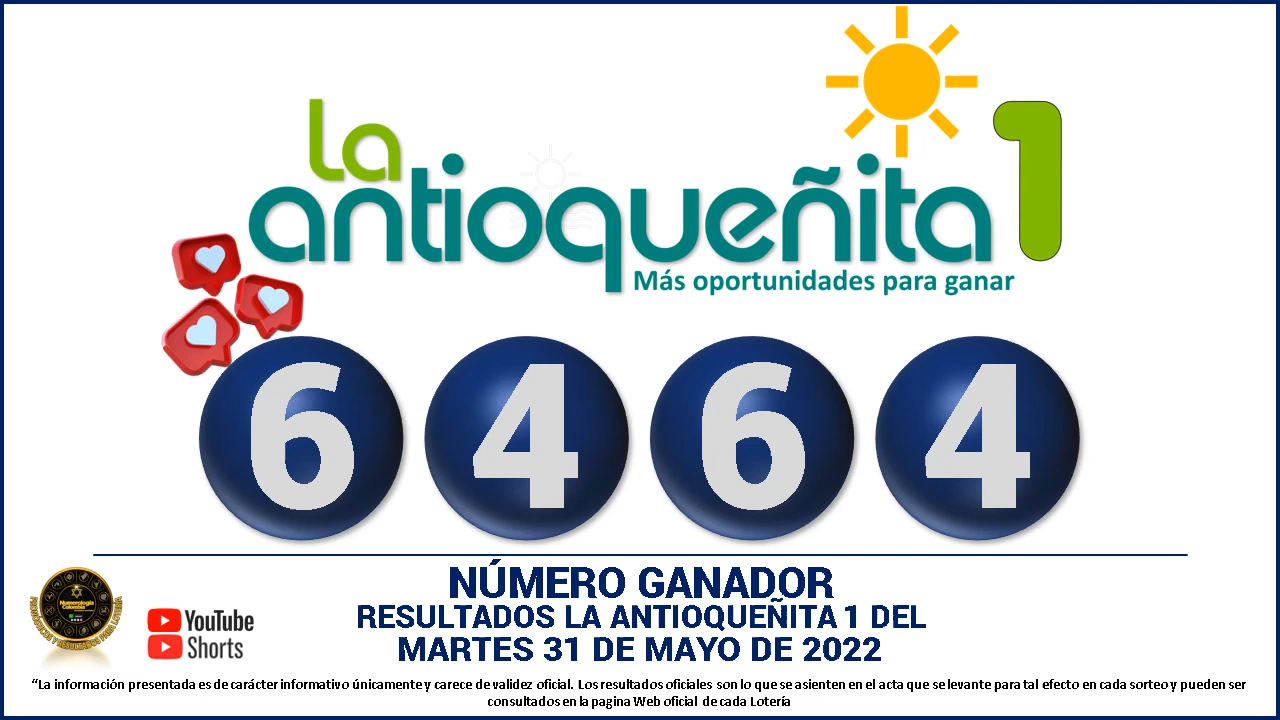 La
antioqueñita 1
Más oportunidades para ganar
6 4 6 4
NÚMERO GANADOR
RESULTADOS LA ANTIOQUEÑITA 1 DEL
MARTES 31 DE MAYO DE 2022
Numerología
Colombia
YouTube
Shorts
“La información presentada es de carácter informativo únicamente y carece de validez oficial. Los resultados oficiales son lo que se asienten en el acta que se levante para tal efecto en cada sorteo y pueden ser
consultados en la pagina Web oficial de cada Lotería